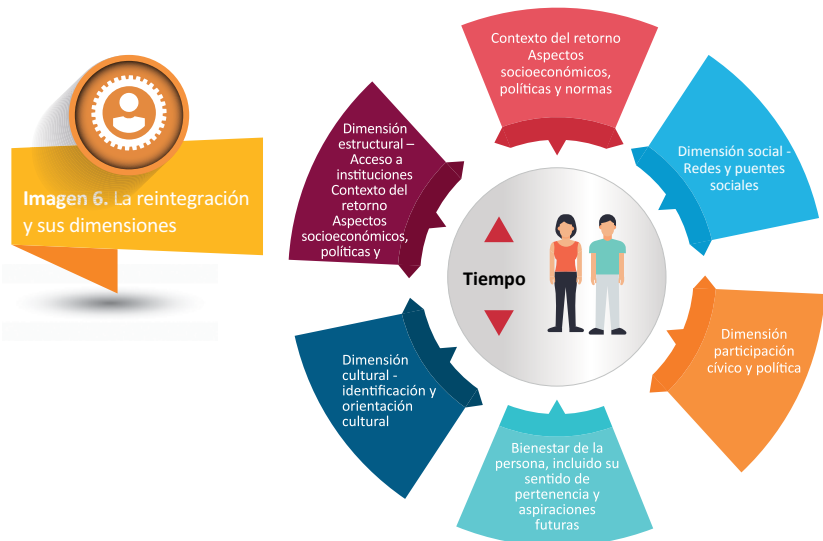 Imagen 6. La reintegración
y sus dimensiones
Contexto del retorno
Aspectos
socioeconómicos,
políticas y normas
Dimensión social -
Redes y puentes
sociales
Dimensión
participación
cívico y política
Bienestar de la
persona, incluido su
sentido de
pertenencia y
aspiraciones
futuras
Dimensión
cultural -
identificación y
orientación
cultural
Dimensión
estructural –
Acceso a
instituciones
Contexto del
retorno
Aspectos
socioeconómicos,
políticas y
Tiempo